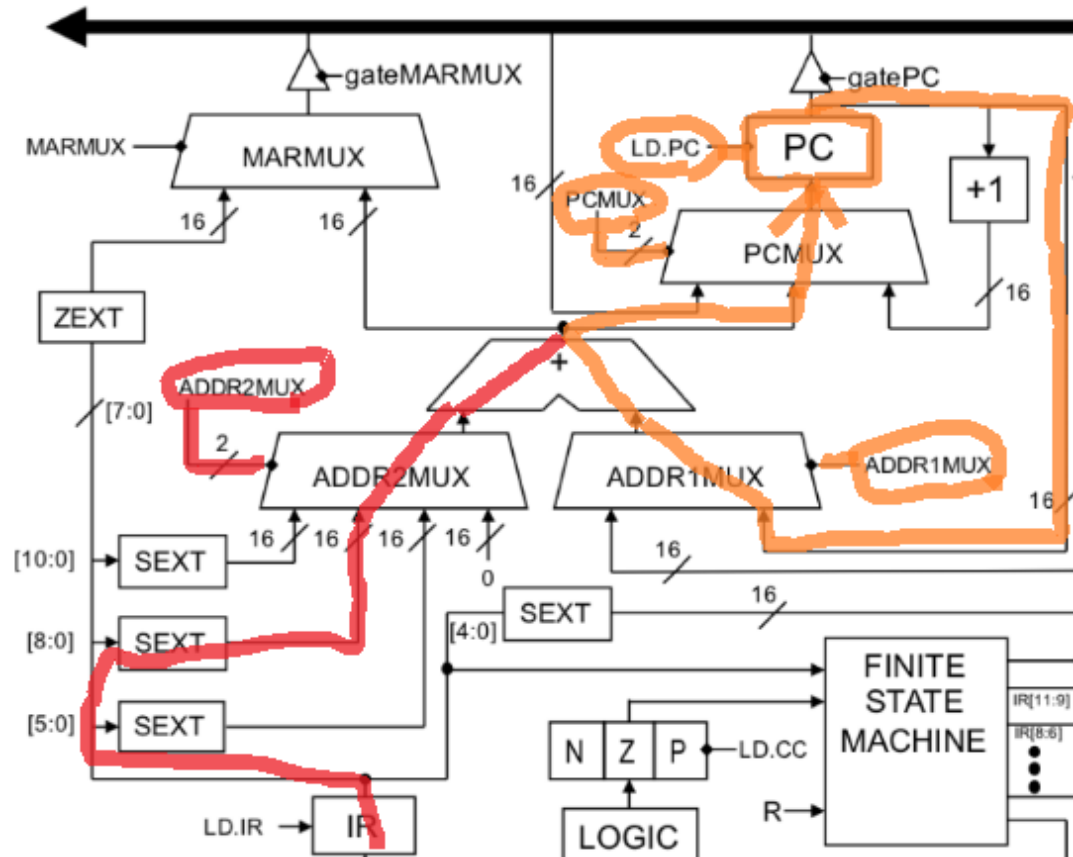 gateMARMUX
gatePC
MARMUX
MARMUX
LD.PC
PC
16
PCMUX
+1
16
16
2
PCMUX
16
ZEXT
+
ADDR2MUX
[7:0]
2
ADDR2MUX
ADDR1MUX
ADDR1MUX
16
16
16
16
16
0
16
[10:0]
SEXT
SEXT
16
[8:0]
SEXT
[4:0]
FINITE
STATE
MACHINE
[5:0]
SEXT
IR[11:9]
IR[8:6]
N
Z
P
LD.CC
LD.IR
IR
R
LOGIC